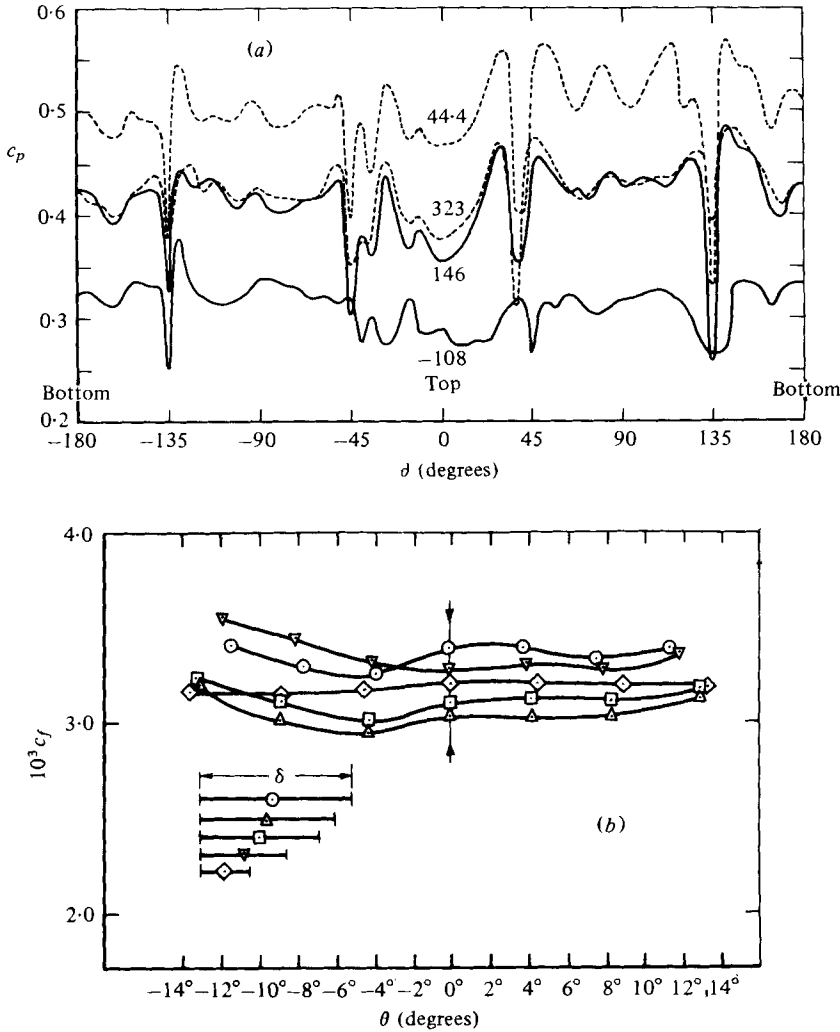 0·6
(a)
44·4
0·5
c_p
0·4
323
146
0·3
−108
Bottom
Top
Bottom
0·2
−180 −135 −90 −45 0 45 90 135 180
θ (degrees)
4·0
3·0
10³ c_f
δ
(b)
2·0
−14° −12° −10° −8° −6° −4° −2° 0° 2° 4° 6° 8° 10° 12° 14°
θ (degrees)